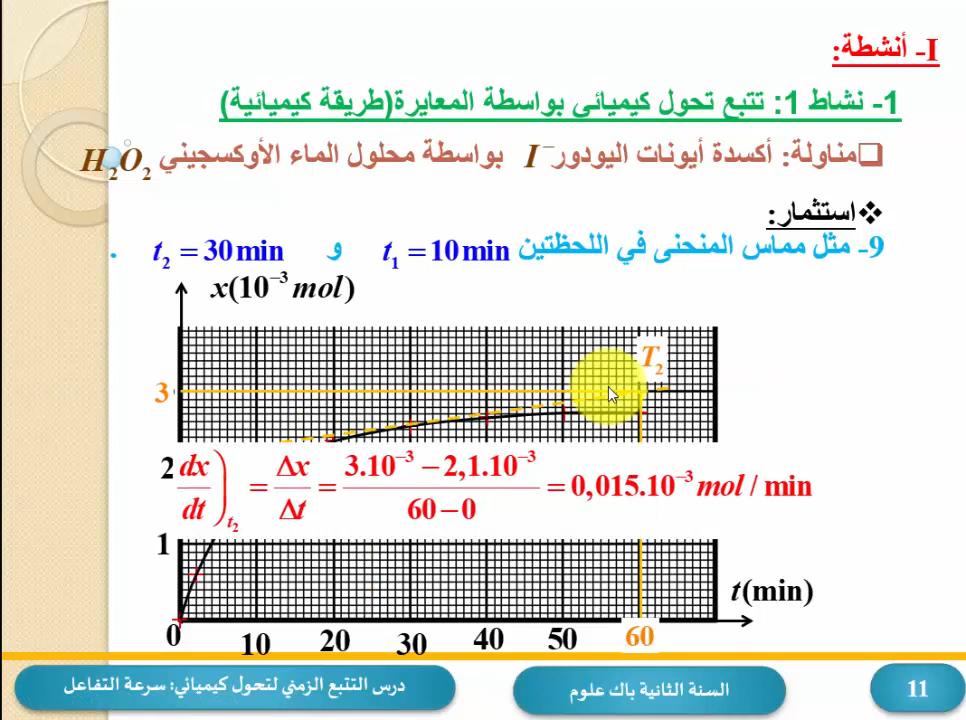 I- أنشطة:
1- نشاط 1: تتبع تحول كيميائي بواسطة المعايرة(طريقة كيميائية)
❑مناولة: أكسدة أيونات اليودور I⁻ بواسطة محلول الماء الأوكسجيني H₂O₂
❖استثمار:
9- مثل مماس المنحنى في اللحظتين t₁ = 10 min و t₂ = 30 min .
x(10⁻³ mol)
T₂
3
2
dx/dt)t₂ = Δx/Δt = 3.10⁻³ − 2,1.10⁻³ / 60 − 0 = 0,015.10⁻³ mol / min
1
t(min)
0 10 20 30 40 50 60
درس التتبع الزمني لتحول كيميائي: سرعة التفاعل
السنة الثانية باك علوم
11